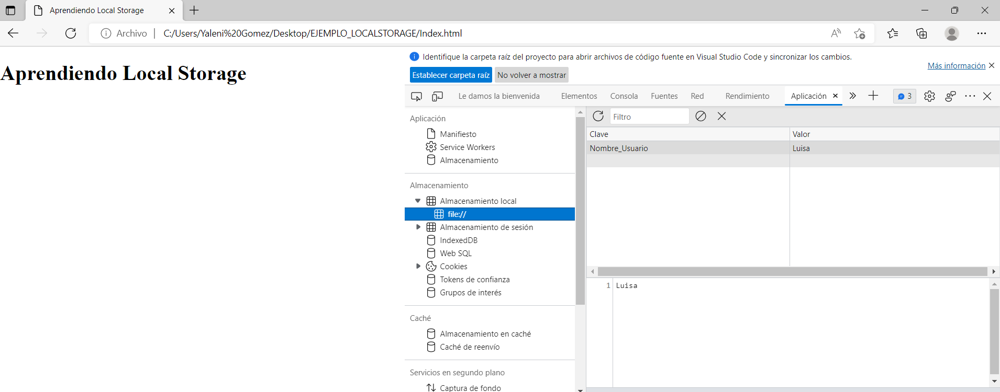 Aprendiendo Local Storage
Archivo | C:/Users/Yaleni%20Gomez/Desktop/EJEMPLO_LOCALSTORAGE/Index.html
Aprendiendo Local Storage
Identifique la carpeta raíz del proyecto para abrir archivos de código fuente en Visual Studio Code y sincronizar los cambios.
Más información
Establecer carpeta raíz No volver a mostrar
Le damos la bienvenida Elementos Consola Fuentes Red Rendimiento Aplicación 3
Filtro
Aplicación
Manifiesto
Service Workers
Almacenamiento
Almacenamiento
Almacenamiento local
file://
Almacenamiento de sesión
IndexedDB
Web SQL
Cookies
Tokens de confianza
Grupos de interés
Caché
Almacenamiento en caché
Caché de reenvío
Servicios en segundo plano
Captura de fondo
Clave Valor
Nombre_Usuario Luisa
1 Luisa